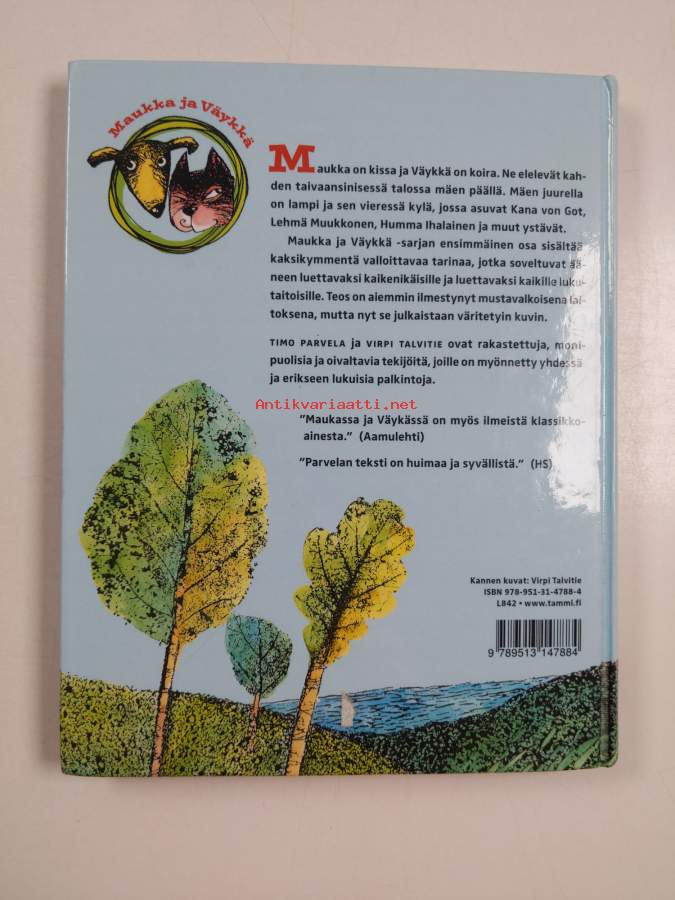 Maukka ja Väykkä
Maukka on kissa ja Väykkä on koira. Ne elelevät kah-
den taivaansinisessä talossa mäen päällä. Mäen juurella
on lampi ja sen vieressä kylä, jossa asuvat Kana von Got,
Lehmä Muukkonen, Humma Ihalainen ja muut ystävät.
Maukka ja Väykkä -sarjan ensimmäinen osa sisältää
kaksikymmentä valloittavaa tarinaa, jotka soveltuvat ää-
neen luettavaksi kaikenikäisille ja luettavaksi kaikille luku-
taitoisille. Teos on aiemmin ilmestynyt mustavalkoisena lai-
toksena, mutta nyt se julkaistaan väritetyin kuvin.
TIMO PARVELA ja VIRPI TALVITIE ovat rakastettuja, moni-
puolisia ja oivaltavia tekijöitä, joille on myönnetty yhdessä
ja erikseen lukuisia palkintoja.
Antikvariaatti.net
”Maukassa ja Väykässä on myös ilmeistä klassikko-
ainesta.” (Aamulehti)
”Parvelan teksti on huimaa ja syvällistä.” (HS)
Kannen kuvat: Virpi Talvitie
ISBN 978-951-31-4788-4
L842 • www.tammi.fi
9 789513 147884